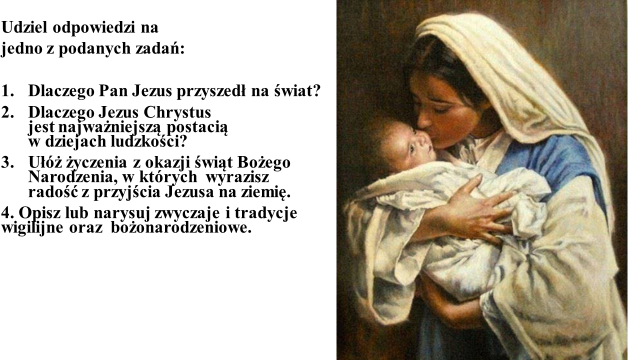 Udziel odpowiedzi na
jedno z podanych zadań:
1. Dlaczego Pan Jezus przyszedł na świat?
2. Dlaczego Jezus Chrystus
jest najważniejszą postacią
w dziejach ludzkości?
3. Ułóż życzenia z okazji świąt Bożego
Narodzenia, w których wyrazisz
radość z przyjścia Jezusa na ziemię.
4. Opisz lub narysuj zwyczaje i tradycje
wigilijne oraz bożonarodzeniowe.